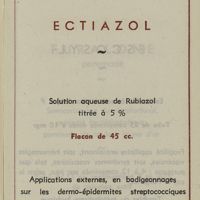 ECTIAZOL
~
Solution aqueuse de Rubiazol
titrée à 5 %
Flacon de 45 cc.
~
Applications externes, en badigeonnages
sur les dermo-épidermites streptococciques